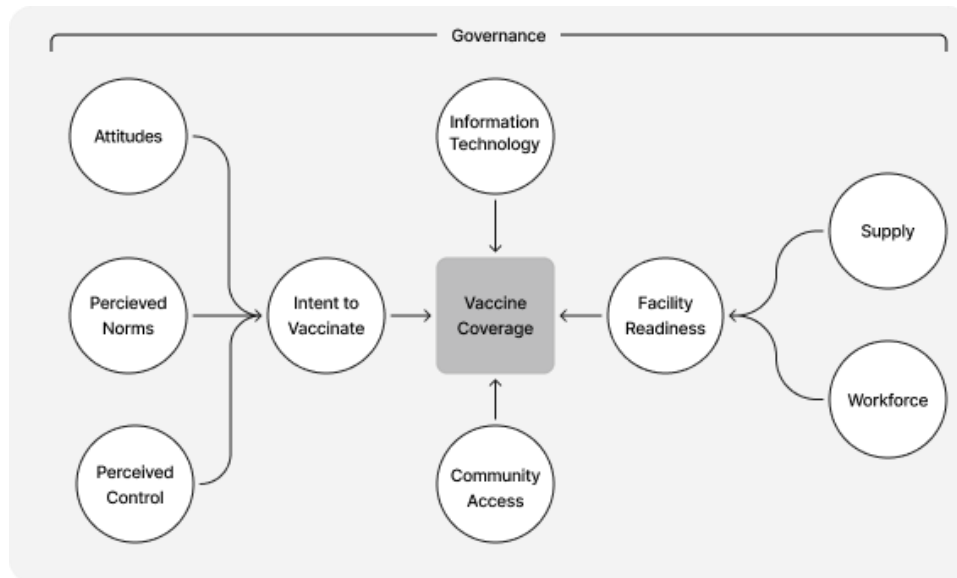 Governance
Attitudes
Information
Technology
Supply
Percieved
Norms
Intent to
Vaccinate
Vaccine
Coverage
Facility
Readiness
Workforce
Perceived
Control
Community
Access